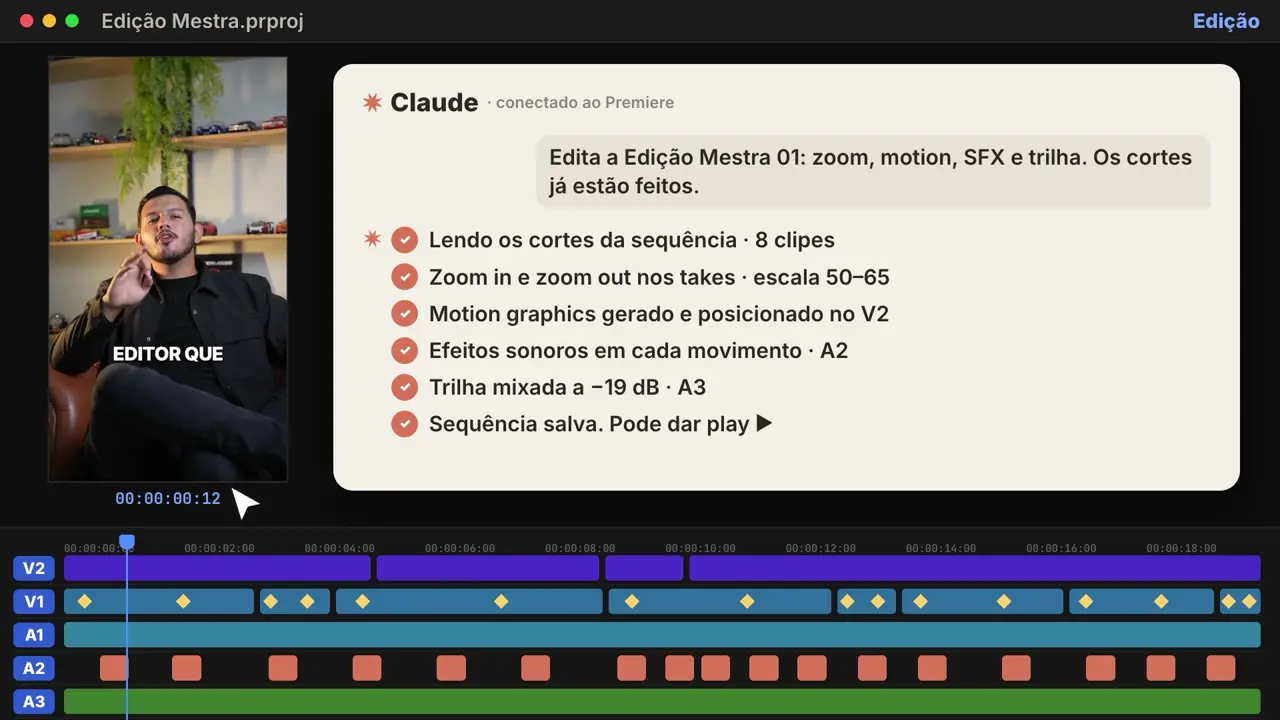 Edição Mestra.prproj
Edição
Claude · conectado ao Premiere
Edita a Edição Mestra 01: zoom, motion, SFX e trilha. Os cortes
já estão feitos.
Lendo os cortes da sequência · 8 clipes
Zoom in e zoom out nos takes · escala 50–65
Motion graphics gerado e posicionado no V2
Efeitos sonoros em cada movimento · A2
Trilha mixada a −19 dB · A3
Sequência salva. Pode dar play ▶
EDITOR QUE
00:00:00:12
00:00:02:00 00:00:04:00 00:00:06:00 00:00:08:00 00:00:10:00 00:00:12:00 00:00:14:00 00:00:16:00 00:00:18:00
V2
V1
A1
A2
A3